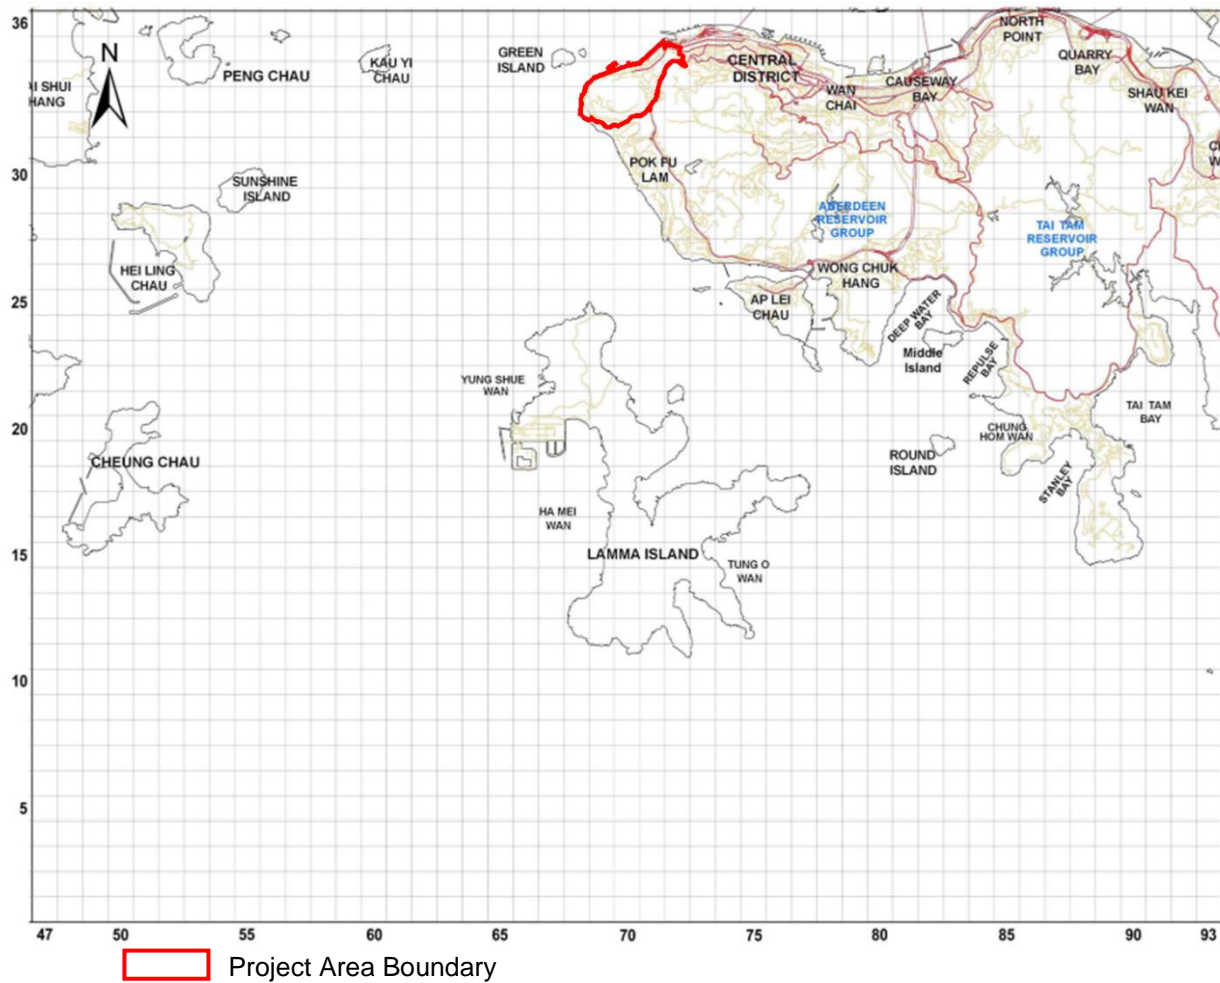 36
N
GREEN
ISLAND
NORTH
POINT
KAU YI
CHAU
PENG CHAU
CENTRAL
DISTRICT
QUARRY
BAY
AI SHUI
HANG
WAN
CHAI
CAUSEWAY
BAY
SHAU KEI
WAN
30
POK FU
LAM
SUNSHINE
ISLAND
ABERDEEN
RESERVOIR
GROUP
TAI TAM
RESERVOIR
GROUP
HEI LING
CHAU
WONG CHUK
HANG
25
AP LEI
CHAU
DEEP WATER
BAY
Middle
Island
REPULSE
BAY
YUNG SHUE
WAN
TAI TAM
BAY
20
CHUNG
HOM WAN
CHEUNG CHAU
ROUND
ISLAND
STANLEY
BAY
HA MEI
WAN
15
LAMMA ISLAND
TUNG O
WAN
10
5
47 50 55 60 65 70 75 80 85 90 93
Project Area Boundary